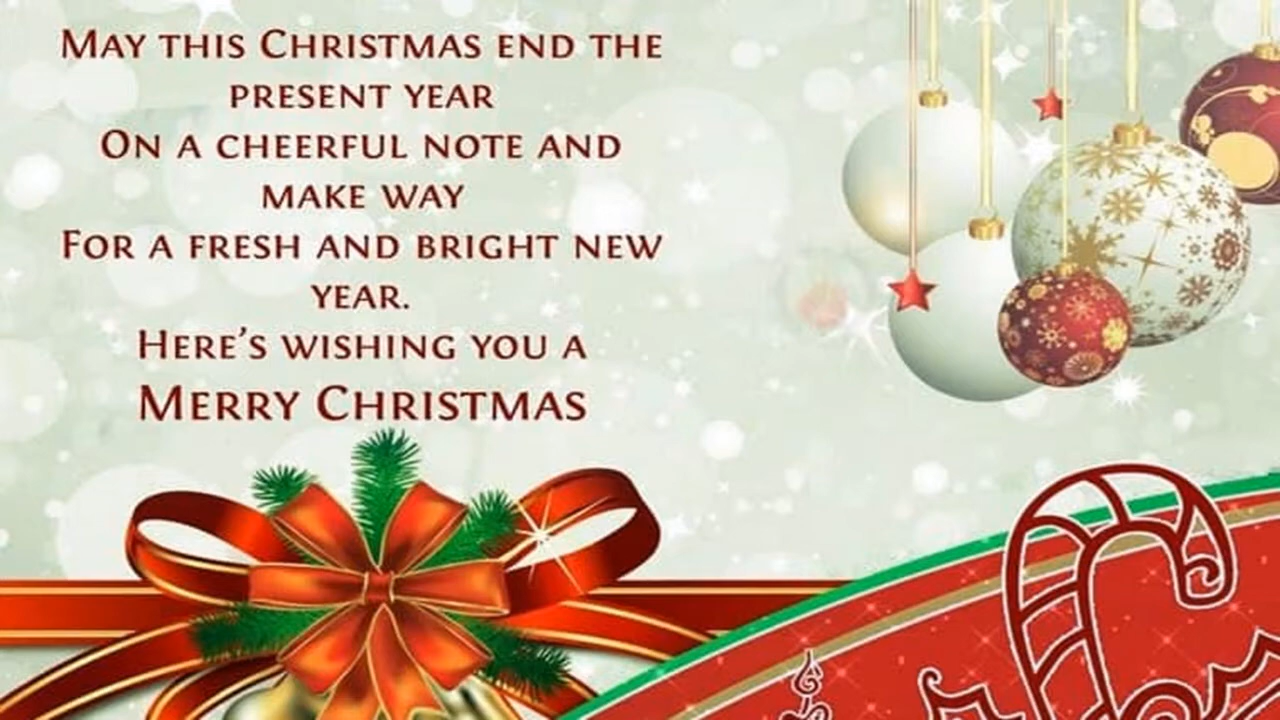 May this Christmas end the
present year
On a cheerful note and
make way
For a fresh and bright new
year.
Here's wishing you a
Merry Christmas